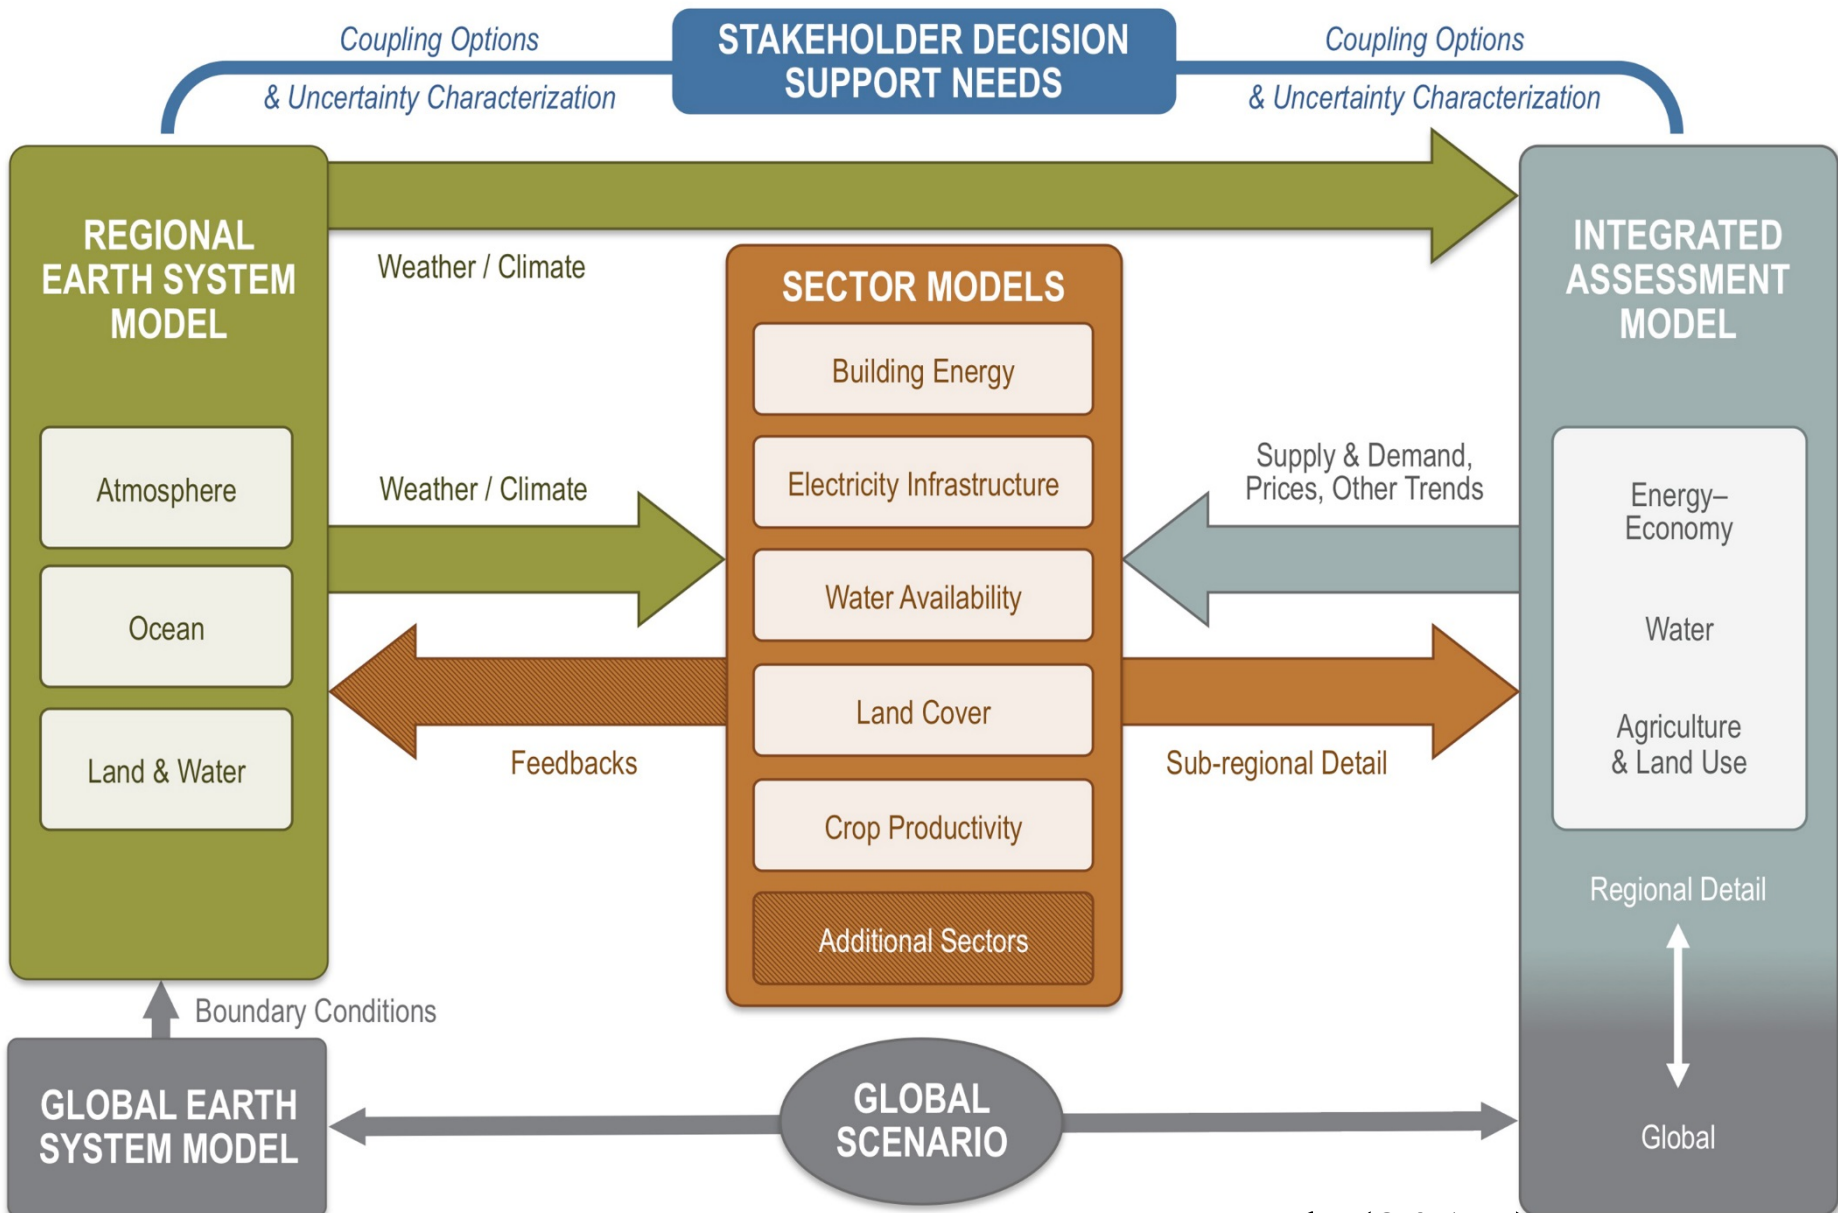 Coupling Options
& Uncertainty Characterization
STAKEHOLDER DECISION
SUPPORT NEEDS
Coupling Options
& Uncertainty Characterization
REGIONAL
EARTH SYSTEM
MODEL
Atmosphere
Ocean
Land & Water
Weather / Climate
Weather / Climate
Feedbacks
SECTOR MODELS
Building Energy
Electricity Infrastructure
Water Availability
Land Cover
Crop Productivity
Additional Sectors
Supply & Demand,
Prices, Other Trends
Sub-regional Detail
INTEGRATED
ASSESSMENT
MODEL
Energy–
Economy
Water
Agriculture
& Land Use
Regional Detail
Global
Boundary Conditions
GLOBAL EARTH
SYSTEM MODEL
GLOBAL
SCENARIO